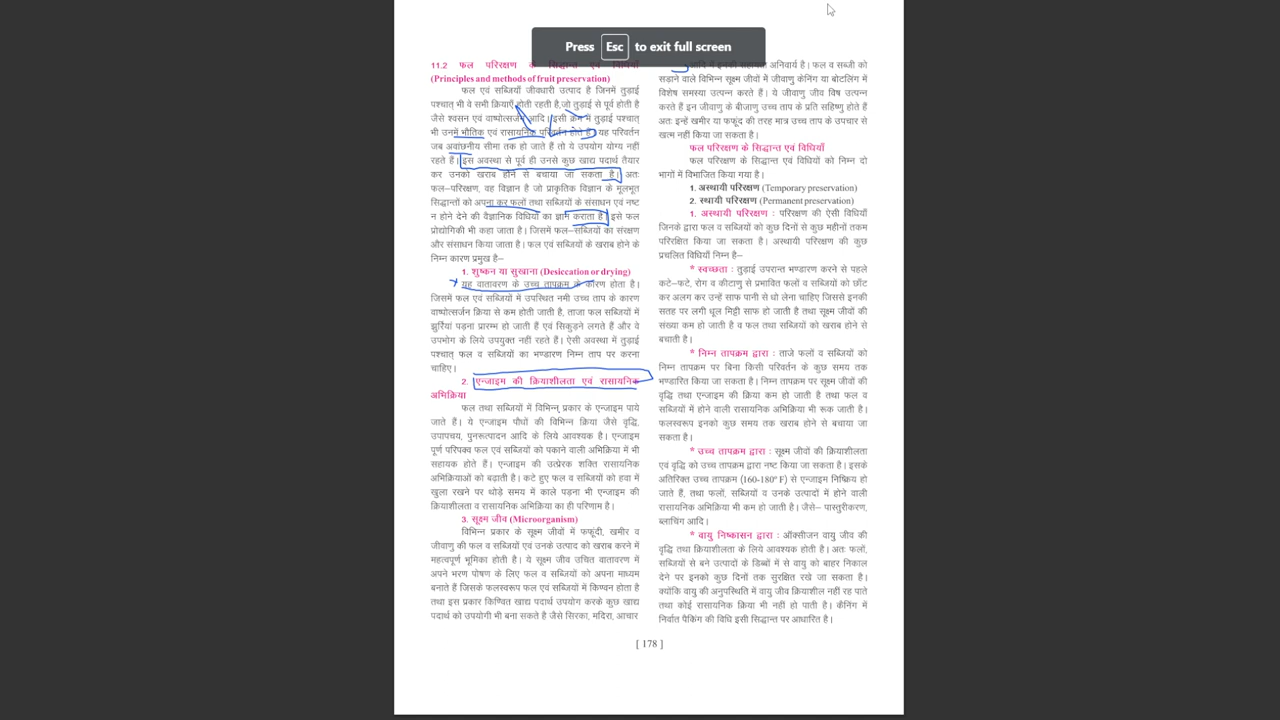 Press Esc to exit full screen
11.2 फल परिरक्षण के सिद्धान्त एवं विधियाँ
(Principles and methods of fruit preservation)
फल एवं सब्जियाँ जीवधारी उत्पाद है जिनमें तुड़ाई
पश्चात् भी वे सभी क्रियाएँ होती रहती है,जो तुड़ाई से पूर्व होती है
जैसे श्वसन एवं वाष्पोत्सर्जन आदि। इसी क्रम में तुड़ाई पश्चात्
भी उनमें भौतिक एवं रासायनिक परिवर्तन होते हैं। यह परिवर्तन
जब अवांछनीय सीमा तक हो जाते हैं तो ये उपयोग योग्य नहीं
रहते हैं। इस अवस्था से पूर्व ही उनसे कुछ खाद्य पदार्थ तैयार
कर उनको खराब होने से बचाया जा सकता है। अतः
फल–परिरक्षण, वह विज्ञान है जो प्राकृतिक विज्ञान के मूलभूत
सिद्धान्तों को अपना कर फलों तथा सब्जियों के संसाधन एवं नष्ट
न होने देने की वैज्ञानिक विधियों का ज्ञान कराता है। इसे फल
प्रोद्योगिकी भी कहा जाता है। जिसमें फल–सब्जियों का संरक्षण
और संसाधन किया जाता है। फल एवं सब्जियों के खराब होने के
निम्न कारण प्रमुख है–
1. शुष्कन या सुखाना (Desiccation or drying)
यह वातावरण के उच्च तापक्रम के कारण होता है।
जिसमें फल एवं सब्जियों में उपस्थित नमी उच्च ताप के कारण
वाष्पोत्सर्जन क्रिया से कम होती जाती है, ताजा फल सब्जियों में
झुर्रियां पड़ना प्रारम्भ हो जाती हैं एवं सिकुड़ने लगते हैं और वे
उपभोग के लिये उपयुक्त नहीं रहते हैं। ऐसी अवस्था में तुड़ाई
पश्चात् फल व सब्जियों का भण्डारण निम्न ताप पर करना
चाहिए।
2. एन्जाइम की क्रियाशीलता एवं रासायनिक
अभिक्रिया
फल तथा सब्जियों में विभिन्न् प्रकार के एन्जाइम पाये
जाते हैं। ये एन्जाइम पौधों की विभिन्न क्रिया जैसे वृद्धि,
उपापचय, पुनरूत्पादन आदि के लिये आवश्यक है। एन्जाइम
पूर्ण परिपक्व फल एवं सब्जियों को पकाने वाली अभिक्रिया में भी
सहायक होते हैं। एन्जाइम की उत्प्रेरक शक्ति रासायनिक
अभिक्रियाओं को बढ़ाती है। कटे हुए फल व सब्जियों को हवा में
खुला रखने पर थोड़े समय में काले पड़ना भी एन्जाइम की
क्रियाशीलता व रासायनिक अभिक्रिया का ही परिणाम है।
3. सूक्ष्म जीव (Microorganism)
विभिन्न प्रकार के सूक्ष्म जीवों में फफूंदी, खमीर व
जीवाणु की फल व सब्जियों एवं उनके उत्पाद को खराब करने में
महत्वपूर्ण भूमिका होती है। ये सूक्ष्म जीव उचित वातावरण में
अपने भरण पोषण के लिए फल व सब्जियों को अपना माध्यम
बनाते हैं जिसके फलस्वरूप फल एवं सब्जियों में किण्वन होता है
तथा इस प्रकार किण्वित खाद्य पदार्थ उपयोग करके कुछ खाद्य
पदार्थ को उपयोगी भी बना सकते है जैसे सिरका, मदिरा, आचार
आदि में इनकी सहायता अनिवार्य है। फल व सब्जी को
सडाने वाले विभिन्न सूक्ष्म जीवों में जीवाणु केनिंग या बोटलिंग में
विशेष समस्या उत्पन्न करते हैं। ये जीवाणु जीव विष उत्पन्न
करते हैं इन जीवाणु के बीजाणु उच्च ताप के प्रति सहिष्णु होते हैं
अतः इन्हें खमीर या फफूंद की तरह मात्र उच्च ताप के उपचार से
खत्म नहीं किया जा सकता है।
फल परिरक्षण के सिद्धान्त एवं विधियाँ
फल परिरक्षण के सिद्धान्त एवं विधियों को निम्न दो
भागों में विभाजित किया गया है।
1. अस्थायी परिरक्षण (Temporary preservation)
2. स्थायी परिरक्षण (Permanent preservation)
1. अस्थायी परिरक्षण : परिरक्षण की ऐसी विधियाँ
जिनके द्वारा फल व सब्जियों को कुछ दिनों से कुछ महीनों तकम
परिरक्षित किया जा सकता है। अस्थायी परिरक्षण की कुछ
प्रचलित विधियाँ निम्न है–
* स्वच्छता : तुड़ाई उपरान्त भण्डारण करने से पहले
कटे–फटे, रोग व कीटाणु से प्रभावित फलों व सब्जियों को छाँट
कर अलग कर उन्हें साफ पानी से धो लेना चाहिए जिससे इनकी
सतह पर लगी धूल मिट्टी साफ हो जाती है तथा सूक्ष्म जीवों की
संख्या कम हो जाती है व फल तथा सब्जियों को खराब होने से
बचाती है।
* निम्न तापक्रम द्वारा : ताजे फलों व सब्जियों को
निम्न तापक्रम पर बिना किसी परिवर्तन के कुछ समय तक
भण्डारित किया जा सकता है। निम्न तापक्रम पर सूक्ष्म जीवों की
वृद्धि तथा एन्जाइम की क्रिया कम हो जाती है तथा फल व
सब्जियों में होने वाली रासायनिक अभिक्रिया भी रूक जाती है।
फलस्वरूप इनको कुछ समय तक खराब होने से बचाया जा
सकता है।
* उच्च तापक्रम द्वारा : सूक्ष्म जीवों की क्रियाशीलता
एवं वृद्धि को उच्च तापक्रम द्वारा नष्ट किया जा सकता है। इसके
अतिरिक्त उच्च तापक्रम (160-180° F) से एन्जाइम निष्क्रिय हो
जाते हैं, तथा फलों, सब्जियों व उनके उत्पादों में होने वाली
रासायनिक अभिक्रिया भी कम हो जाती है। जैसे– पास्तुरीकरण,
ब्लाचिंग आदि।
* वायु निष्कासन द्वारा : ऑक्सीजन वायु जीव की
वृद्धि तथा क्रियाशीलता के लिये आवश्यक होती है। अतः फलों,
सब्जियों से बने उत्पादों के डिब्बों में से वायु को बाहर निकाल
देने पर इनको कुछ दिनों तक सुरक्षित रखे जा सकता है।
क्योंकि वायु की अनुपस्थिति में वायु जीव क्रियाशील नहीं रह पाते
तथा कोई रासायनिक क्रिया भी नहीं हो पाती है। कैनिंग में
निर्वात पैकिंग की विधि इसी सिद्धान्त पर आधारित है।
[ 178 ]